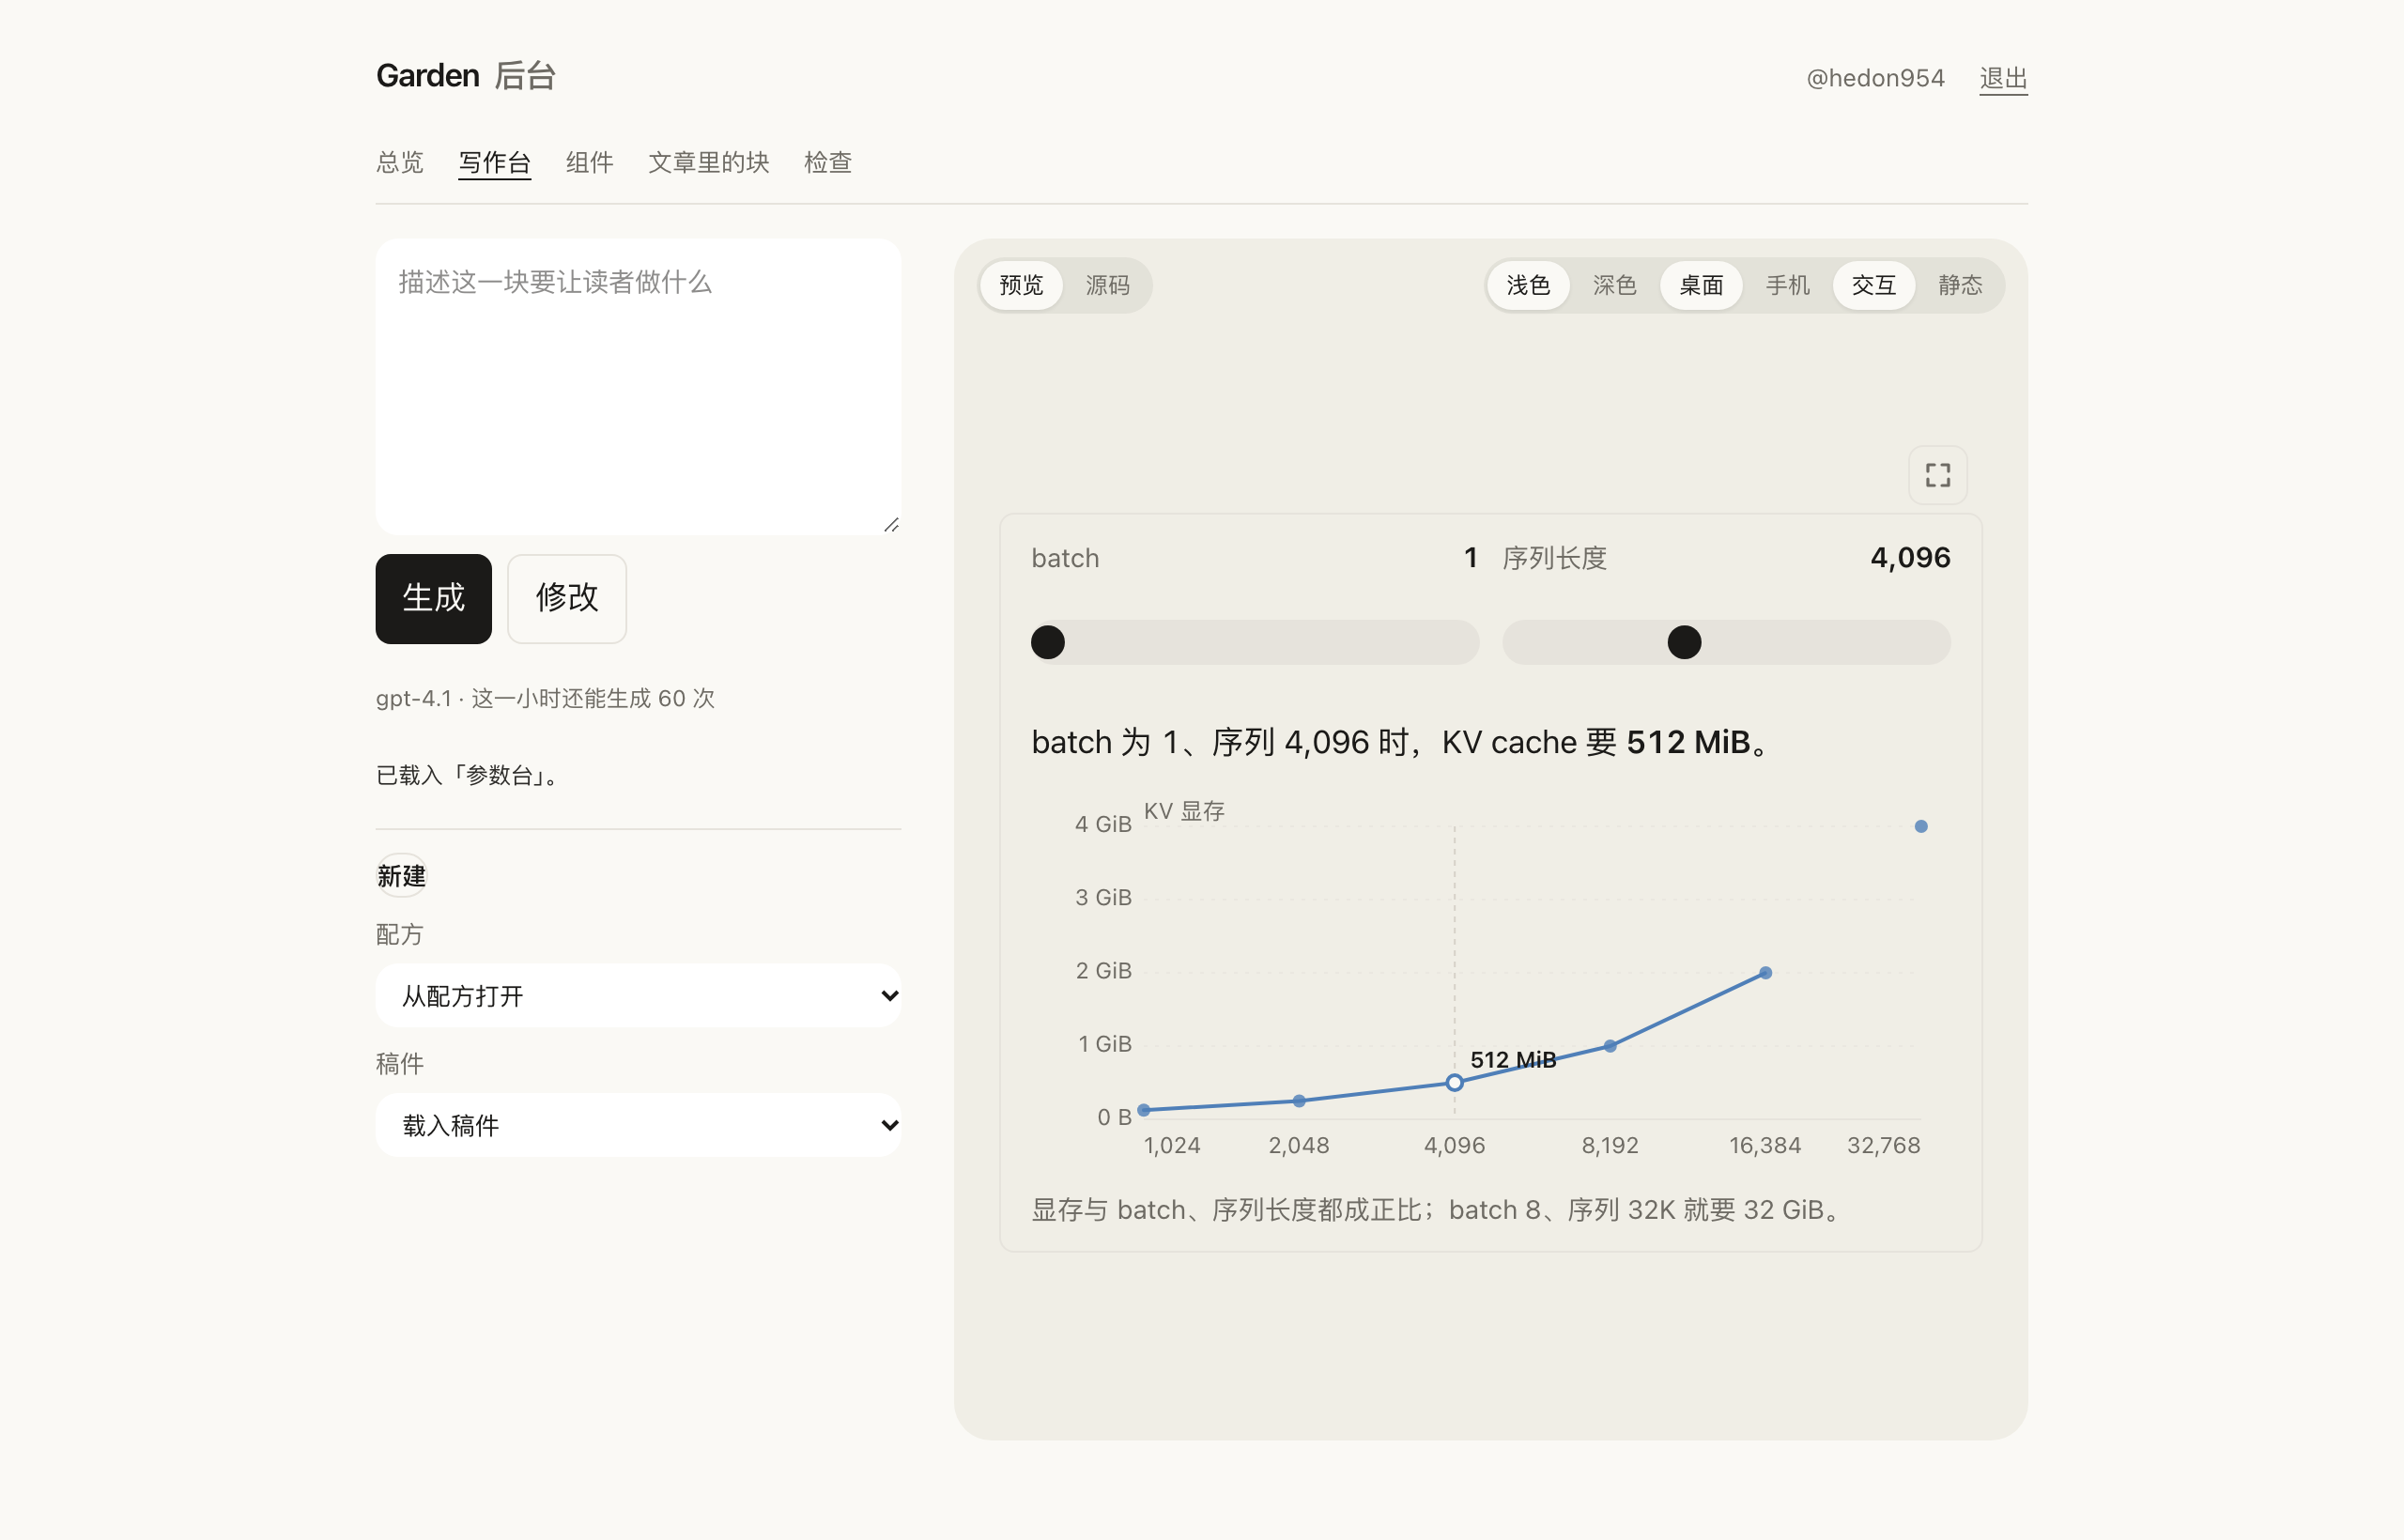 Garden 后台
@hedon954 退出
总览 写作台 组件 文章里的块 检查
描述这一块要让读者做什么
生成 修改
gpt-4.1 · 这一小时还能生成 60 次
已载入「参数台」。
新建
配方
从配方打开
稿件
载入稿件
预览 源码
浅色 深色 桌面 手机 交互 静态
batch 1 序列长度 4,096
batch 为 1、序列 4,096 时，KV cache 要 512 MiB。
KV 显存
4 GiB
3 GiB
2 GiB
1 GiB
512 MiB
0 B
1,024 2,048 4,096 8,192 16,384 32,768
显存与 batch、序列长度都成正比；batch 8、序列 32K 就要 32 GiB。